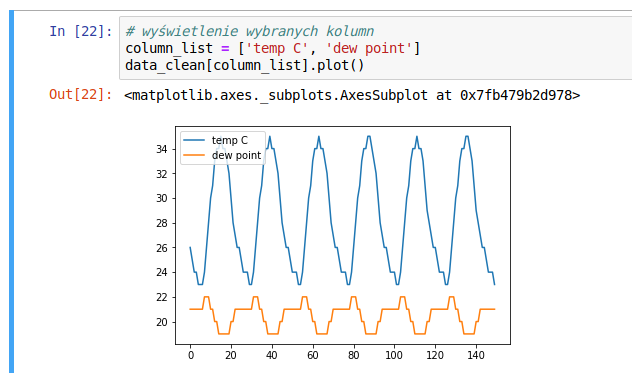 In [22]: # wyświetlenie wybranych kolumn
column_list = ['temp C', 'dew point']
data_clean[column_list].plot()
Out[22]: <matplotlib.axes._subplots.AxesSubplot at 0x7fb479b2d978>
temp C
dew point
34
32
30
28
26
24
22
20
0 20 40 60 80 100 120 140